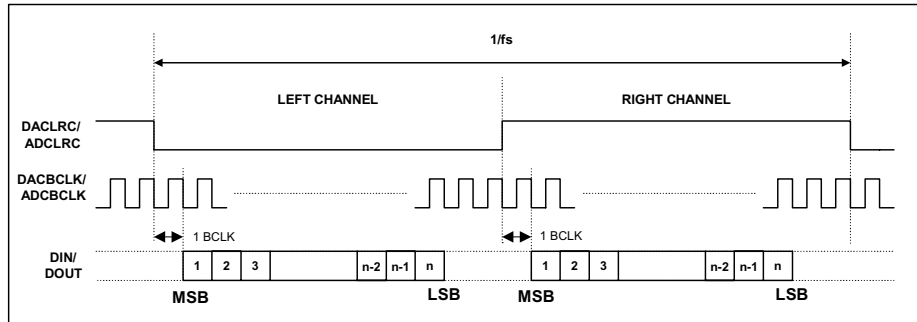 1/fs
LEFT CHANNEL
RIGHT CHANNEL
DACLRC/
ADCLRC
DACBCLK/
ADCBCLK
1 BCLK
1 BCLK
DIN/
DOUT
1 2 3 n-2 n-1 n
1 2 3 n-2 n-1 n
MSB LSB
MSB LSB